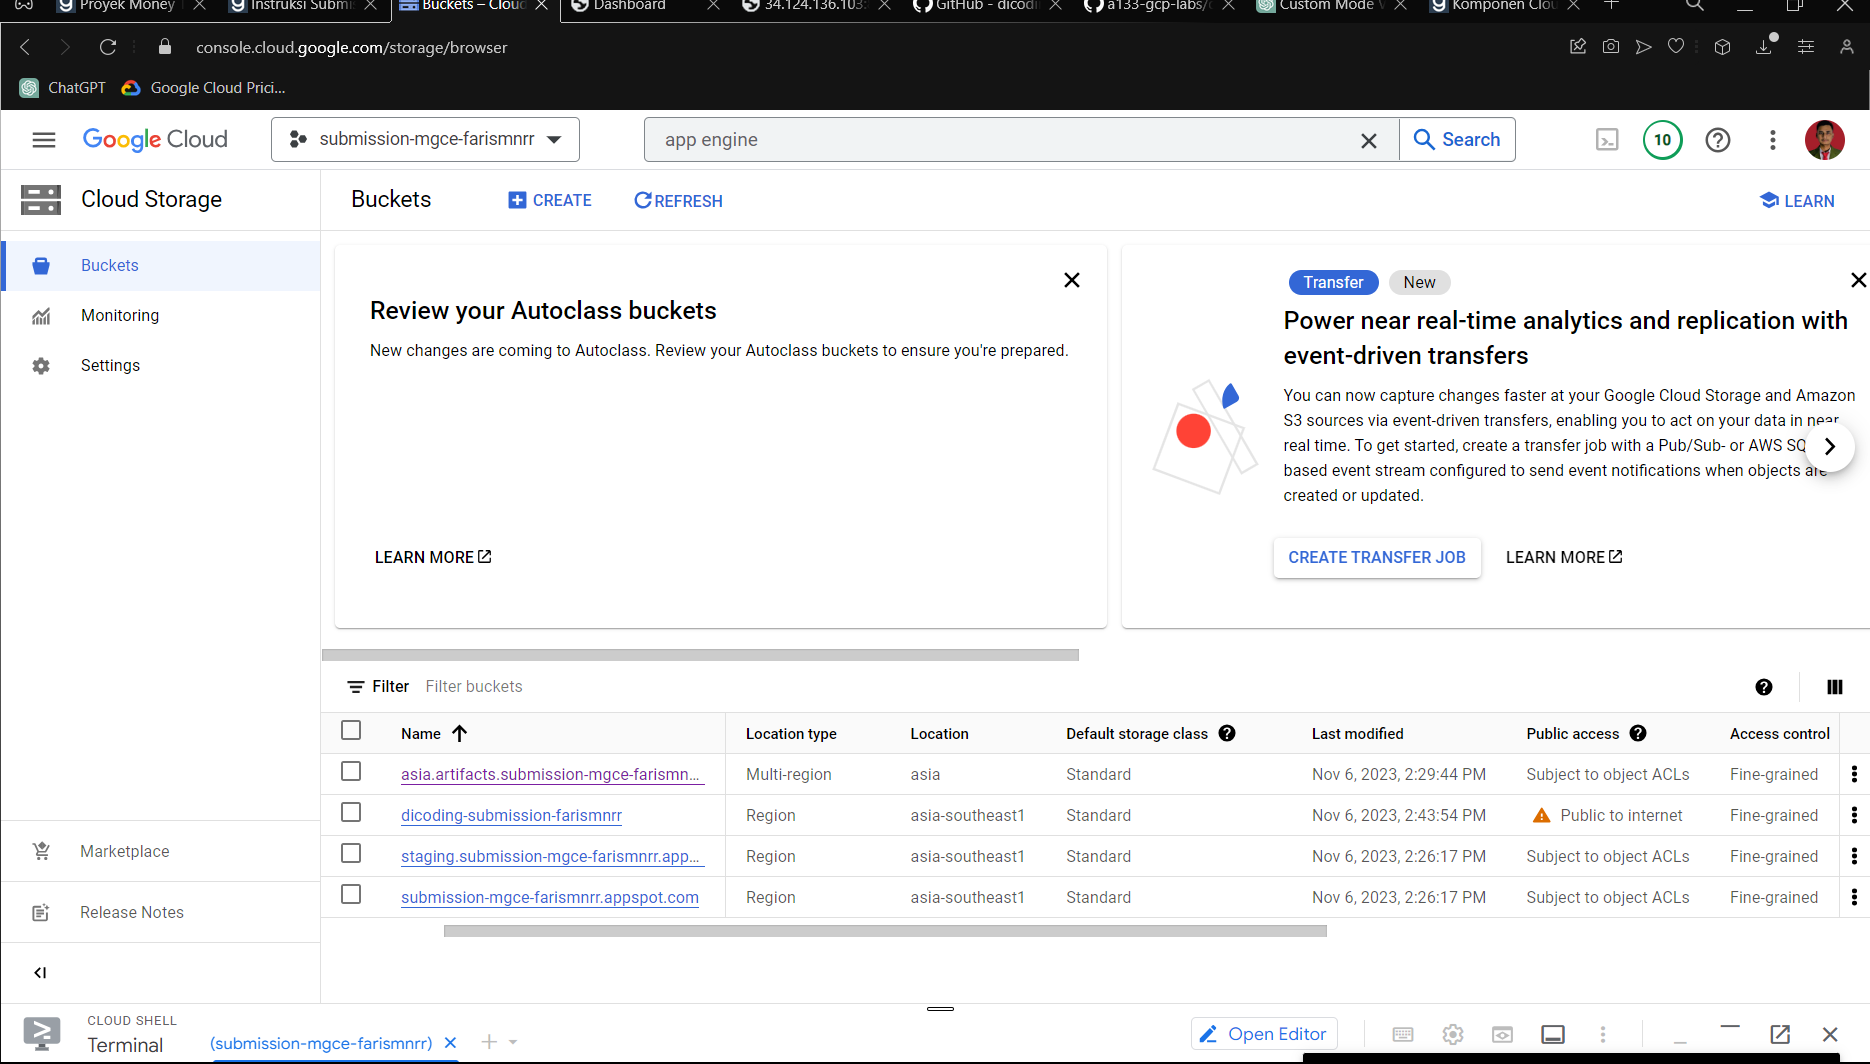 Proyek Money
Instruksi Submi
Buckets – Cloud
Dashboard
34.124.136.103:
GitHub - dicodi
a133-gcp-labs/
Custom Mode V
Komponen Clou
console.cloud.google.com/storage/browser
ChatGPT
Google Cloud Prici...
Google Cloud
submission-mgce-farismnrr
app engine
Search
10
Cloud Storage
Buckets
CREATE
REFRESH
LEARN
Buckets
Monitoring
Settings
Marketplace
Release Notes
Review your Autoclass buckets
New changes are coming to Autoclass. Review your Autoclass buckets to ensure you're prepared.
LEARN MORE
Transfer
New
Power near real-time analytics and replication with
event-driven transfers
You can now capture changes faster at your Google Cloud Storage and Amazon
S3 sources via event-driven transfers, enabling you to act on your data in near
real time. To get started, create a transfer job with a Pub/Sub- or AWS SQ
based event stream configured to send event notifications when objects are
created or updated.
CREATE TRANSFER JOB
LEARN MORE
Filter
Filter buckets
Name Location type Location Default storage class Last modified Public access Access control
asia.artifacts.submission-mgce-farismn... Multi-region asia Standard Nov 6, 2023, 2:29:44 PM Subject to object ACLs Fine-grained
dicoding-submission-farismnrr Region asia-southeast1 Standard Nov 6, 2023, 2:43:54 PM Public to internet Fine-grained
staging.submission-mgce-farismnrr.app... Region asia-southeast1 Standard Nov 6, 2023, 2:26:17 PM Subject to object ACLs Fine-grained
submission-mgce-farismnrr.appspot.com Region asia-southeast1 Standard Nov 6, 2023, 2:26:17 PM Subject to object ACLs Fine-grained
CLOUD SHELL
Terminal
(submission-mgce-farismnrr)
Open Editor